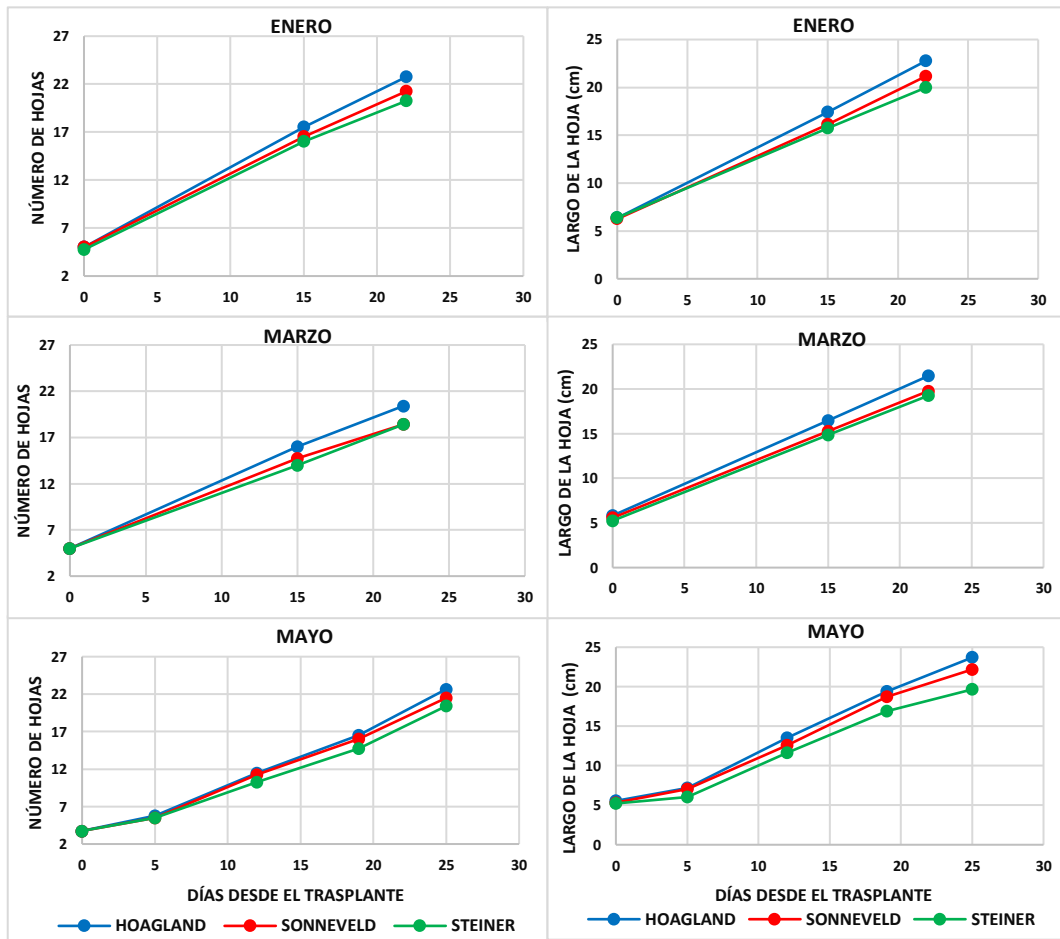 ENERO
NÚMERO DE HOJAS
27
22
17
12
7
2
0 5 10 15 20 25 30
ENERO
LARGO DE LA HOJA (cm)
25
20
15
10
5
0
0 5 10 15 20 25 30
MARZO
NÚMERO DE HOJAS
27
22
17
12
7
2
0 5 10 15 20 25 30
MARZO
LARGO DE LA HOJA (cm)
25
20
15
10
5
0
0 5 10 15 20 25 30
MAYO
NÚMERO DE HOJAS
27
22
17
12
7
2
0 5 10 15 20 25 30
DÍAS DESDE EL TRASPLANTE
HOAGLAND SONNEVELD STEINER
MAYO
LARGO DE LA HOJA (cm)
25
20
15
10
5
0
0 5 10 15 20 25 30
DÍAS DESDE EL TRASPLANTE
HOAGLAND SONNEVELD STEINER